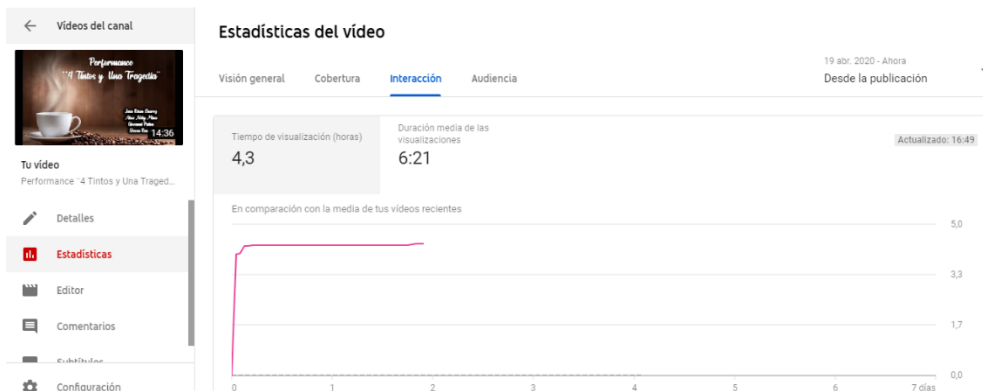 Vídeos del canal
Performance
¨4 Tintos y Una Tragedia¨
14:36
Tu vídeo
Performance ¨4 Tintos y Una Traged...
Detalles
Estadísticas
Editor
Comentarios
Subtítulos
Configuración
Estadísticas del vídeo
Visión general Cobertura Interacción Audiencia
19 abr. 2020 - Ahora
Desde la publicación
Tiempo de visualización (horas)
4,3
Duración media de las
visualizaciones
6:21
Actualizado: 16:49
En comparación con la media de tus vídeos recientes
5,0
3,3
1,7
0,0
0 1 2 3 4 5 6 7 días